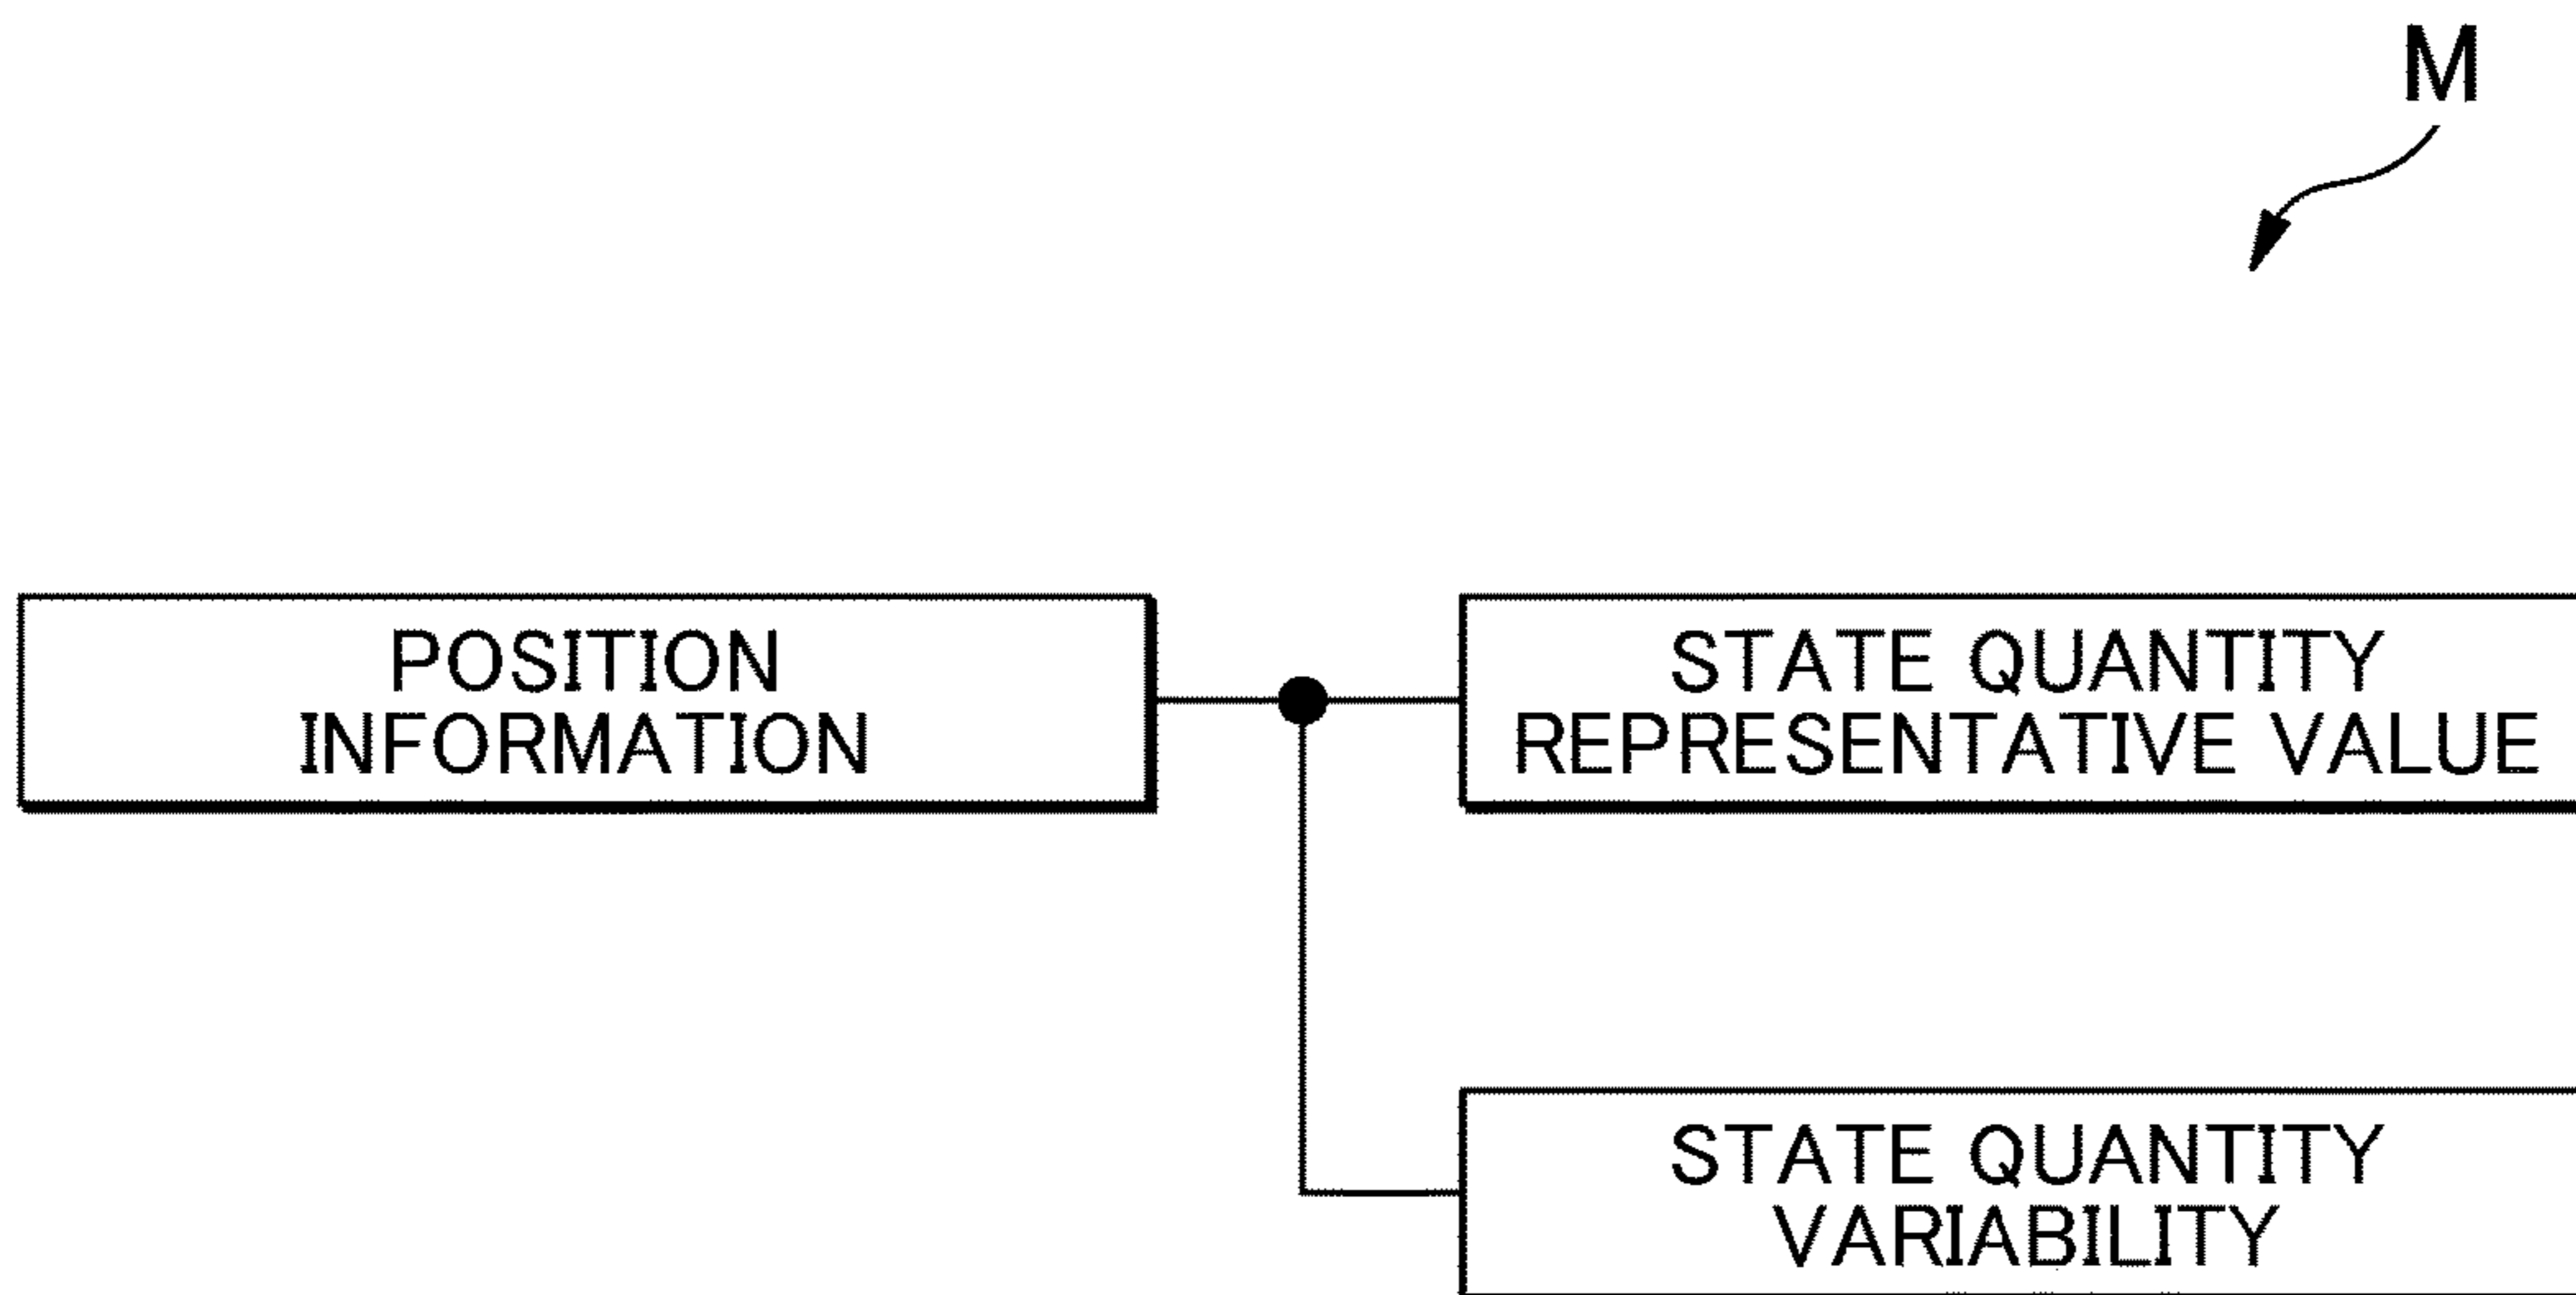 M
POSITION
INFORMATION
STATE QUANTITY
REPRESENTATIVE VALUE
STATE QUANTITY
VARIABILITY